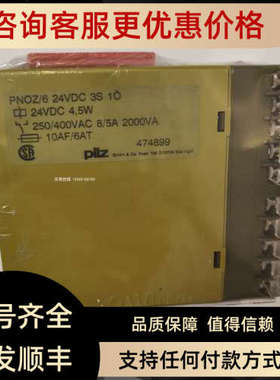 咨询客服更优惠价格
PNOZ/6 24VDC 3S 1Ö
24VDC 4,5W
250/400VAC 8/5A 2000VA
10AF/6AT
474899
pilz
号齐全
品质保障 值得信赖
发顺丰
支持任何付款方式